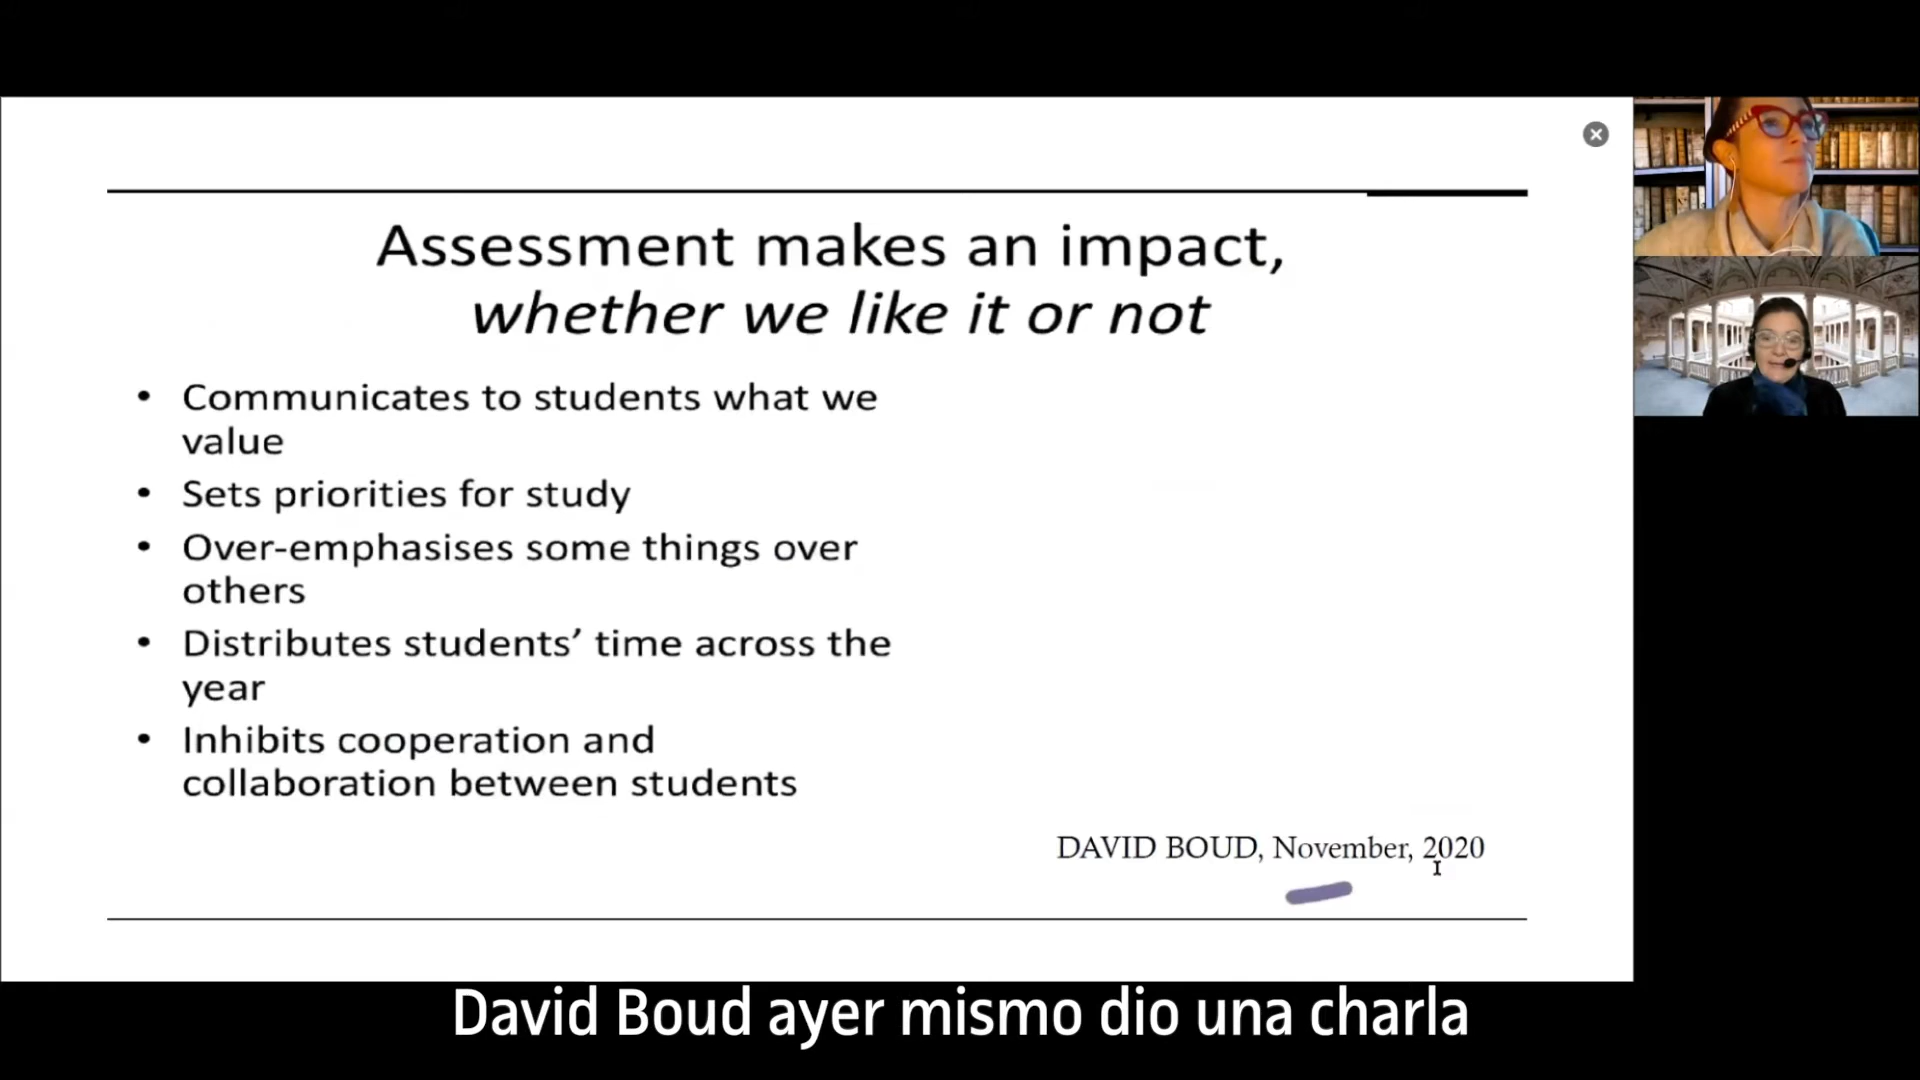 Assessment makes an impact,
whether we like it or not
• Communicates to students what we
value
• Sets priorities for study
• Over-emphasises some things over
others
• Distributes students’ time across the
year
• Inhibits cooperation and
collaboration between students
DAVID BOUD, November, 2020
David Boud ayer mismo dio una charla